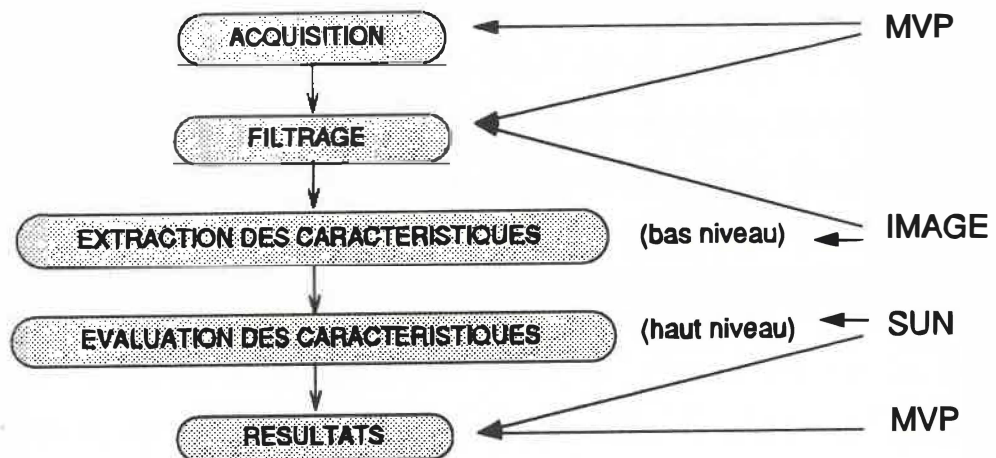 ACQUISITION MVP
FILTRAGE
EXTRACTION DES CARACTERISTIQUES (bas niveau) IMAGE
EVALUATION DES CARACTERISTIQUES (haut niveau) SUN
RESULTATS MVP